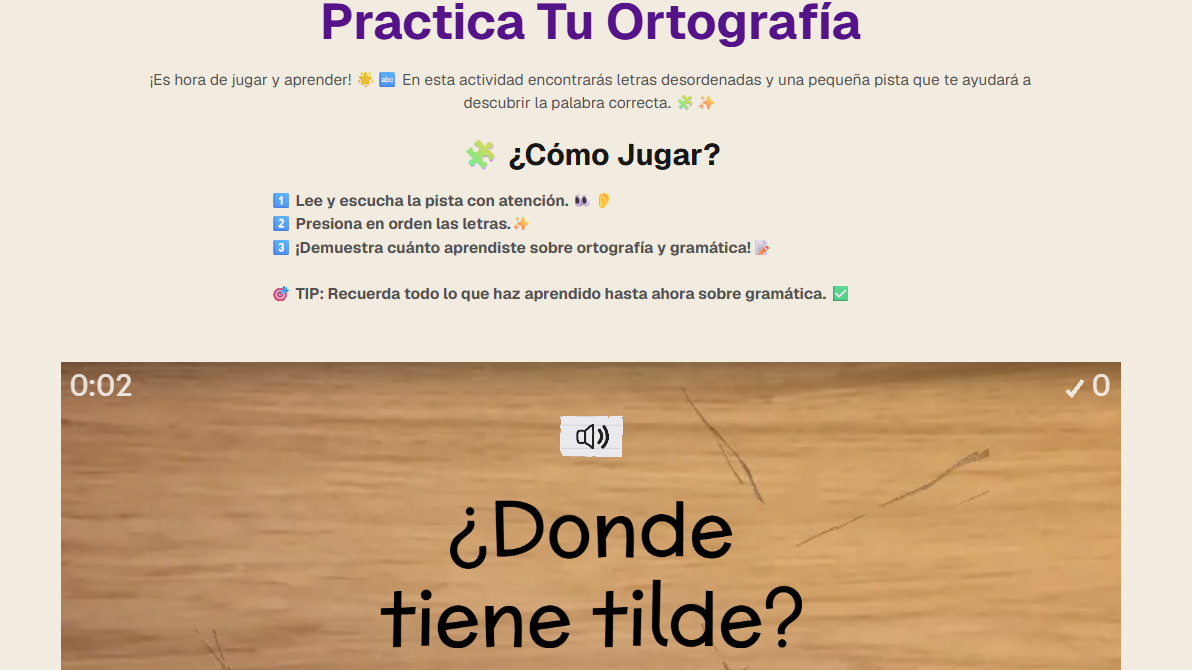 Practica Tu Ortografía
¡Es hora de jugar y aprender! 🌟 🔤 En esta actividad encontrarás letras desordenadas y una pequeña pista que te ayudará a
descubrir la palabra correcta. 🧩 ✨
🧩 ¿Cómo Jugar?
1️⃣ Lee y escucha la pista con atención. 👀 👂
2️⃣ Presiona en orden las letras.✨
3️⃣ ¡Demuestra cuánto aprendiste sobre ortografía y gramática! 📝
🎯 TIP: Recuerda todo lo que haz aprendido hasta ahora sobre gramática. ✅
0:02 ✓ 0
¿Donde
tiene tilde?